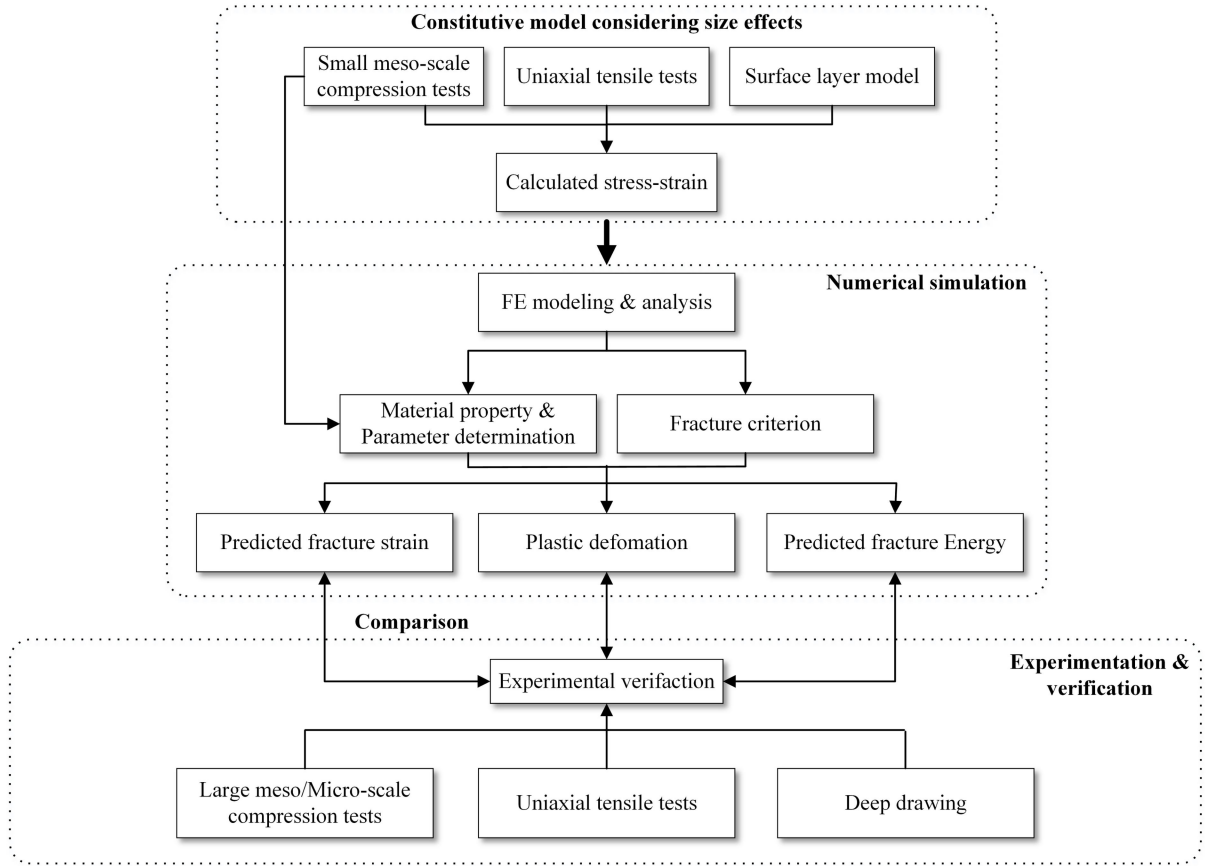 Constitutive model considering size effects
Small meso-scale
compression tests
Uniaxial tensile tests
Surface layer model
Calculated stress-strain
Numerical simulation
FE modeling & analysis
Material property &
Parameter determination
Fracture criterion
Predicted fracture strain
Plastic defomation
Predicted fracture Energy
Comparison
Experimentation &
verification
Experimental verifaction
Large meso/Micro-scale
compression tests
Uniaxial tensile tests
Deep drawing